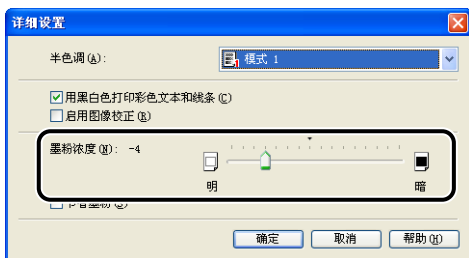 详细设置
半色调(A):
模式 1
用黑白色打印彩色文本和线条(C)
启用图像校正(R)
墨粉浓度(N): -4
明
暗
确定
取消
帮助(H)